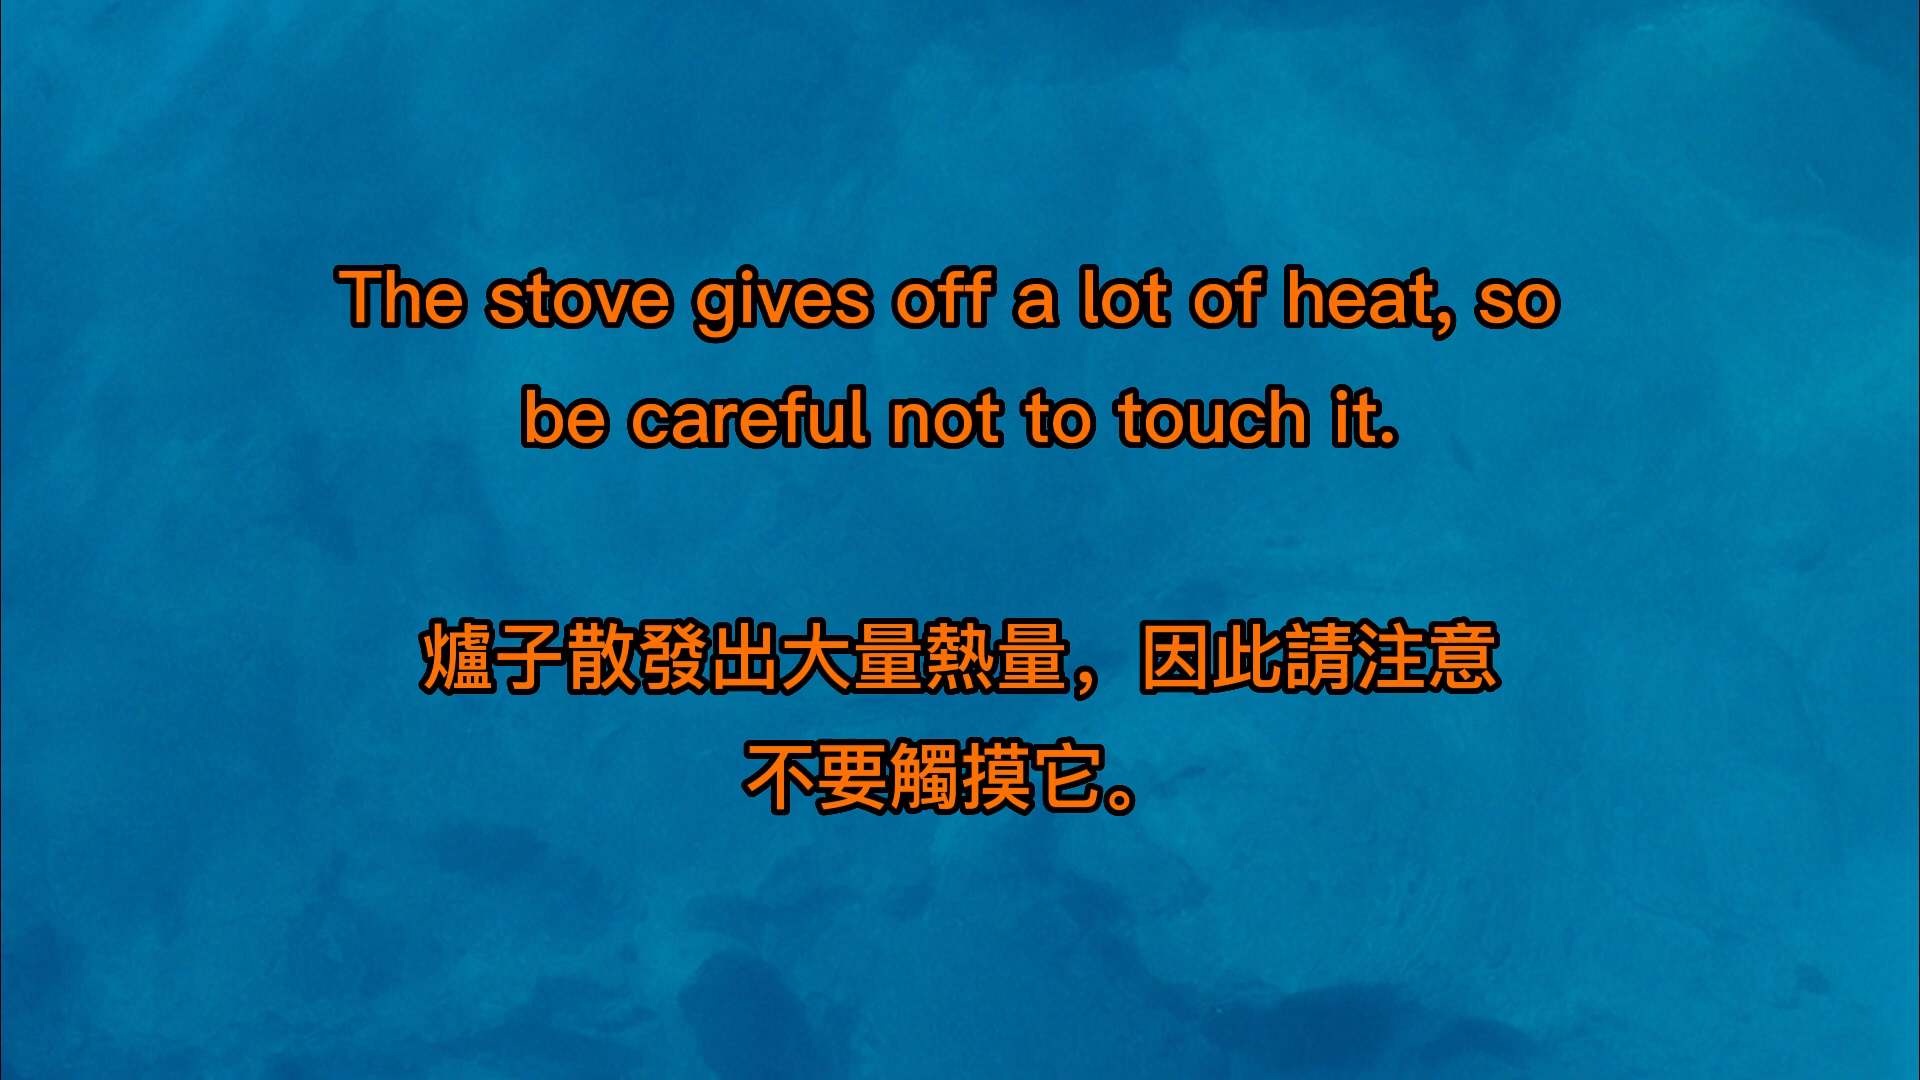 The stove gives off a lot of heat, so
be careful not to touch it.
爐子散發出大量熱量，因此請注意
不要觸摸它。